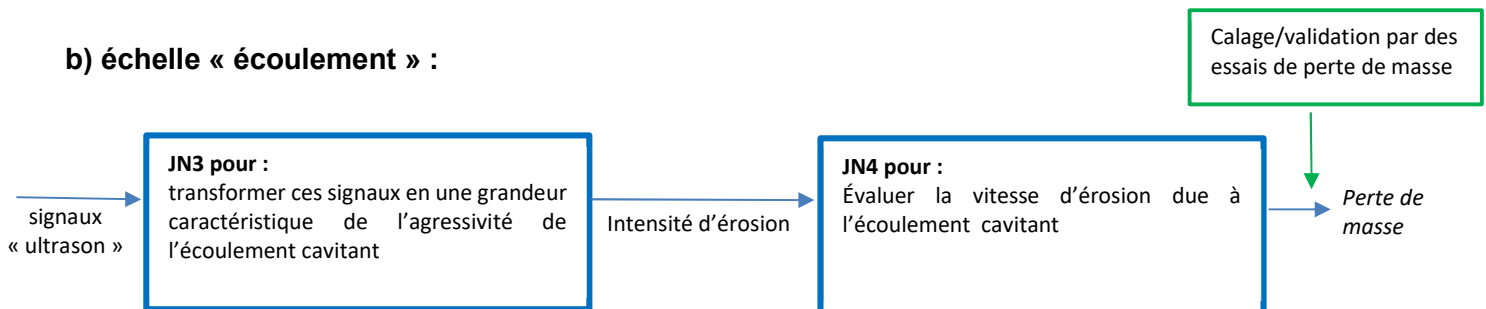 b) échelle « écoulement » :
Calage/validation par des
essais de perte de masse
signaux
« ultrason »
JN3 pour :
transformer ces signaux en une grandeur
caractéristique de l’agressivité de
l’écoulement cavitant
Intensité d’érosion
JN4 pour :
Évaluer la vitesse d’érosion due à
l’écoulement cavitant
Perte de
masse